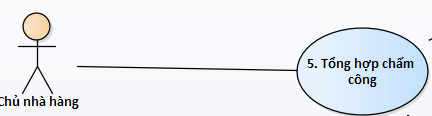 5. Tổng hợp chấm
công
Chủ nhà hàng